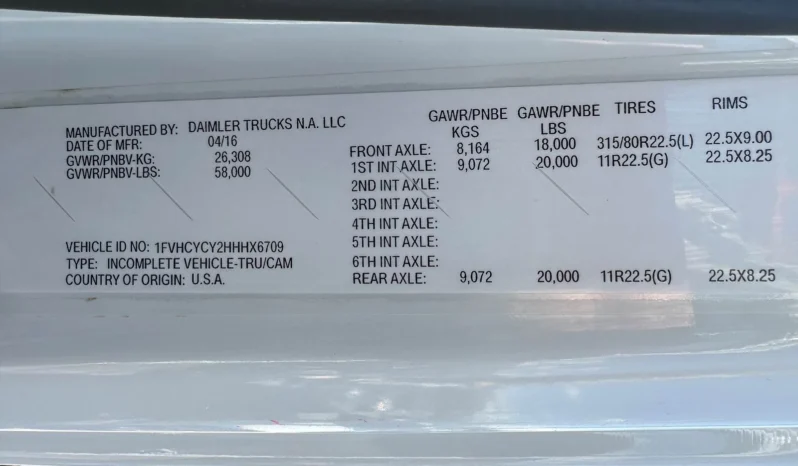 MANUFACTURED BY: DAIMLER TRUCKS N.A. LLC
DATE OF MFR: 04/16
GVWR/PNBV-KG: 26,308
GVWR/PNBV-LBS: 58,000
VEHICLE ID NO: 1FVHCYCY2HHHX6709
TYPE: INCOMPLETE VEHICLE-TRU/CAM
COUNTRY OF ORIGIN: U.S.A.
GAWR/PNBE KGS GAWR/PNBE LBS TIRES RIMS
FRONT AXLE: 8,164 18,000 315/80R22.5(L) 22.5X9.00
1ST INT AXLE: 9,072 20,000 11R22.5(G) 22.5X8.25
2ND INT AXLE:
3RD INT AXLE:
4TH INT AXLE:
5TH INT AXLE:
6TH INT AXLE:
REAR AXLE: 9,072 20,000 11R22.5(G) 22.5X8.25